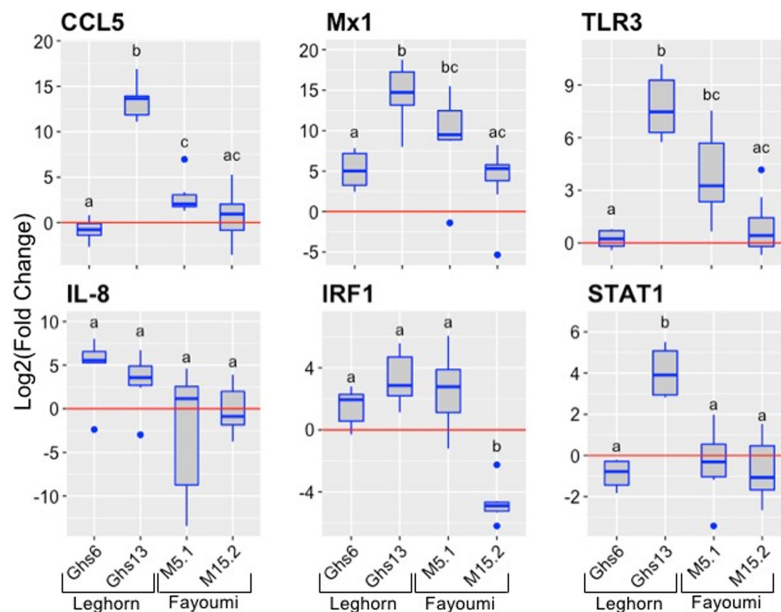 CCL5 Mx1 TLR3
20
15
10
5
0
a b c ac
20
15
10
5
0
-5
a b bc ac
9
6
3
0
a b bc ac
Log2(Fold Change)
IL-8 IRF1 STAT1
10
5
0
-5
-10
a a a a
4
0
-4
a a a b
6
4
2
0
-2
a b a a
Ghs6 Ghs13 M5.1 M15.2 Ghs6 Ghs13 M5.1 M15.2 Ghs6 Ghs13 M5.1 M15.2
Leghorn Fayoumi Leghorn Fayoumi Leghorn Fayoumi